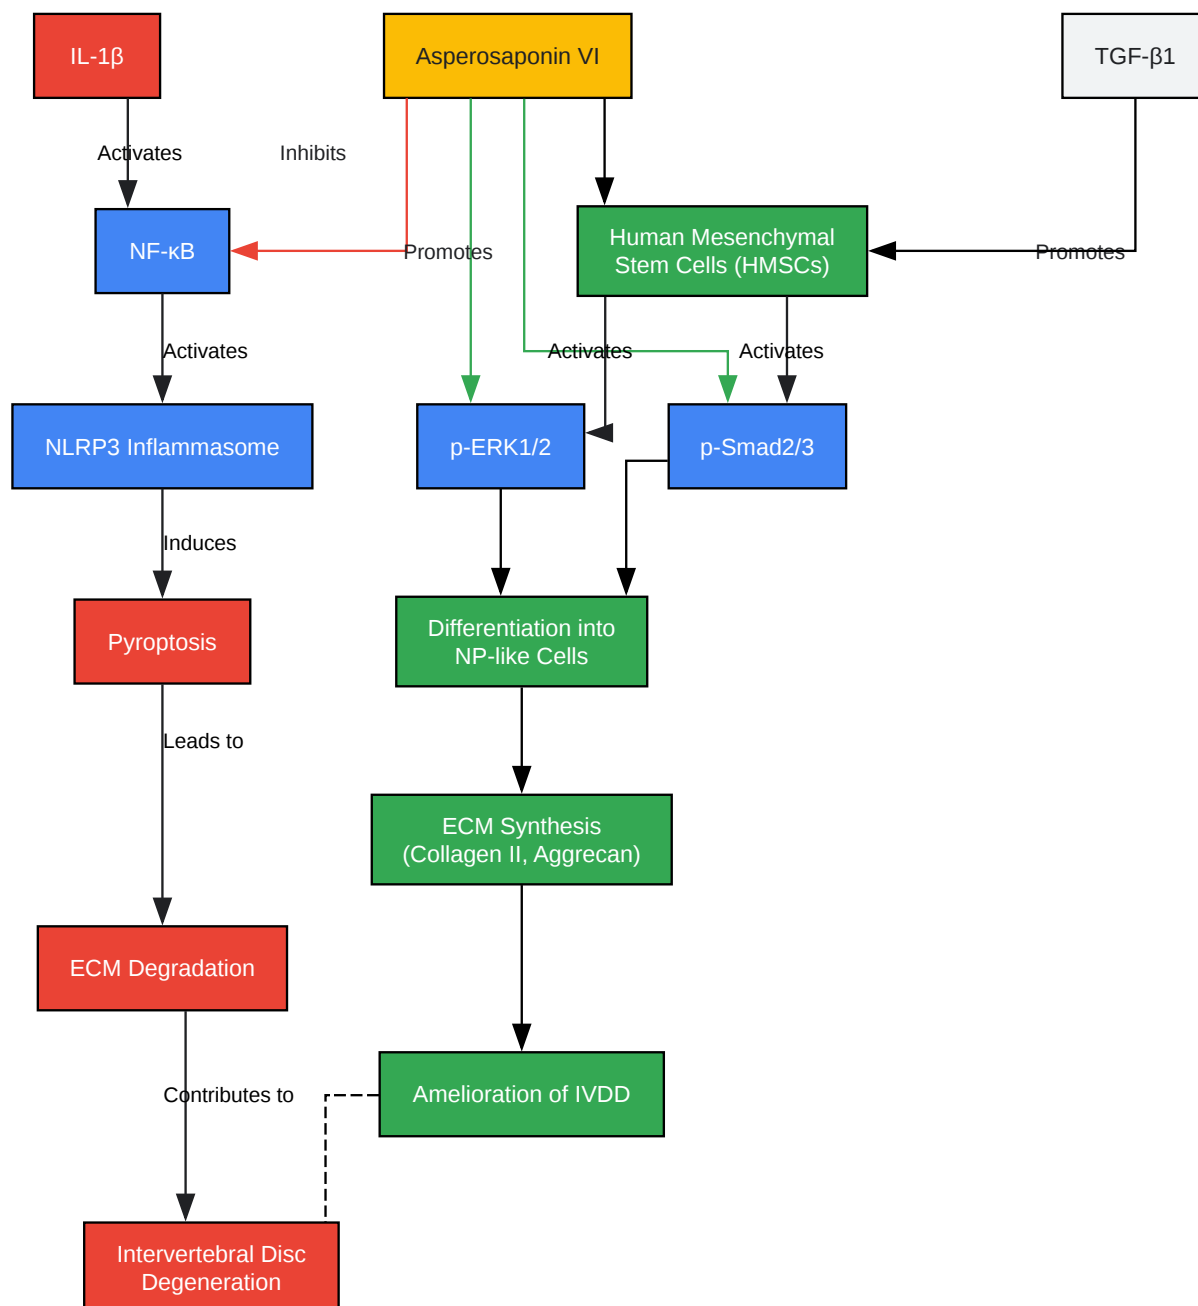 IL-1β
Asperosaponin VI
TGF-β1
Activates
Inhibits
NF-κB
Promotes
Human Mesenchymal
Stem Cells (HMSCs)
Promotes
Activates
Activates
Activates
NLRP3 Inflammasome
p-ERK1/2
p-Smad2/3
Induces
Pyroptosis
Differentiation into
NP-like Cells
Leads to
ECM Synthesis
(Collagen II, Aggrecan)
ECM Degradation
Contributes to
Amelioration of IVDD
Intervertebral Disc
Degeneration